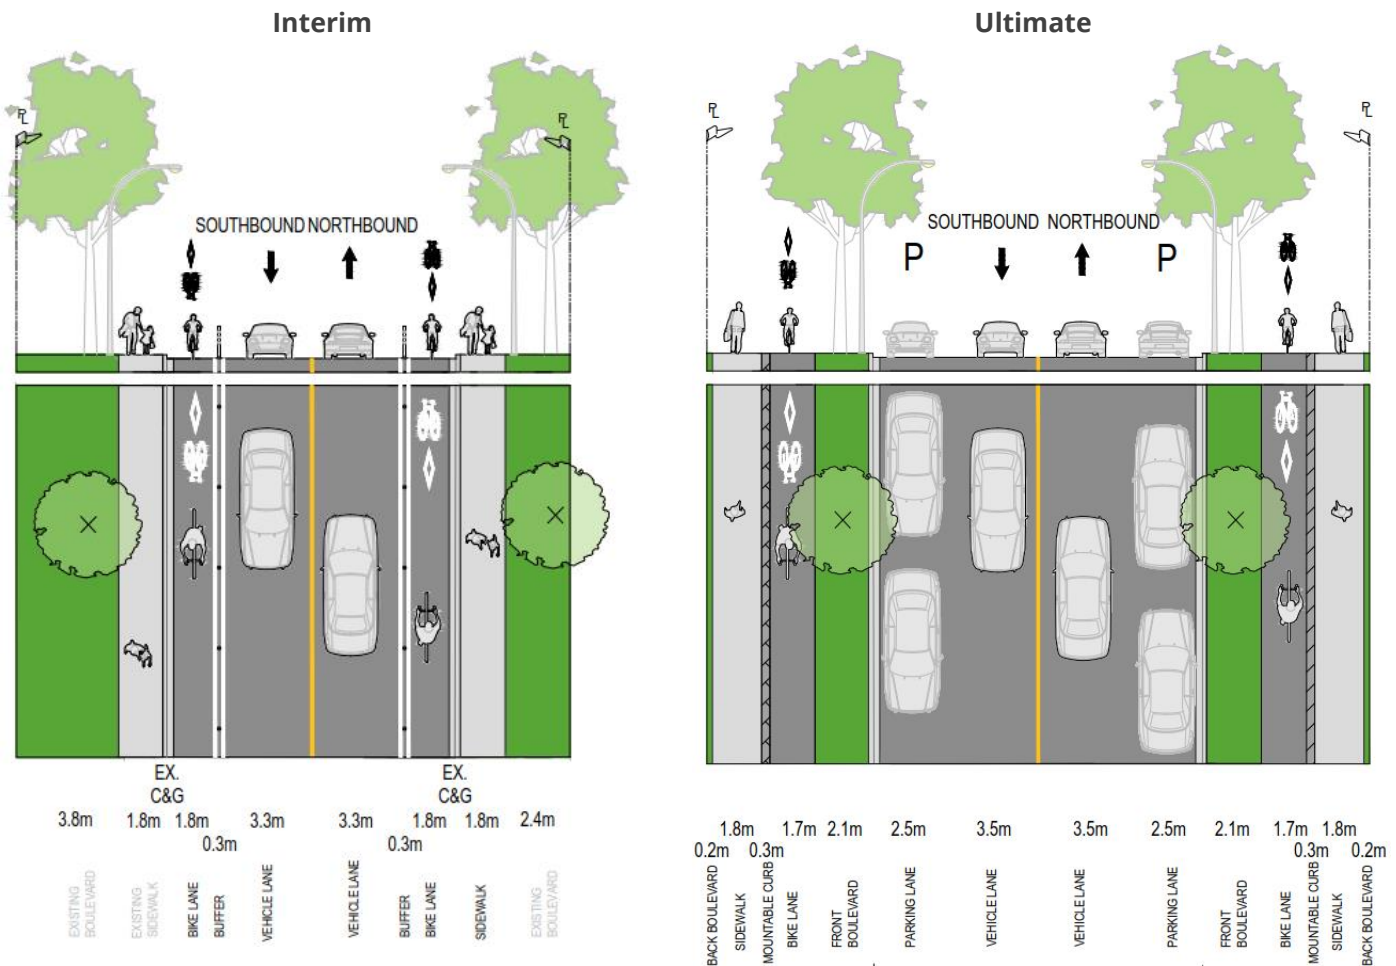 Interim
Ultimate
PL
PL
PL
PL
SOUTHBOUND NORTHBOUND
SOUTHBOUND NORTHBOUND
P
P
EX.
C&G
EX.
C&G
3.8m
1.8m
1.8m
0.3m
3.3m
3.3m
0.3m
1.8m
1.8m
2.4m
EXISTING
BOULEVARD
EXISTING
SIDEWALK
BIKE LANE
BUFFER
VEHICLE LANE
VEHICLE LANE
BUFFER
BIKE LANE
SIDEWALK
EXISTING
BOULEVARD
0.2m
1.8m
0.3m
1.7m
2.1m
2.5m
3.5m
3.5m
2.5m
2.1m
1.7m
0.3m
1.8m
0.2m
BACK BOULEVARD
SIDEWALK
MOUNTABLE CURB
BIKE LANE
FRONT
BOULEVARD
PARKING LANE
VEHICLE LANE
VEHICLE LANE
PARKING LANE
FRONT
BOULEVARD
BIKE LANE
MOUNTABLE CURB
SIDEWALK
BACK BOULEVARD